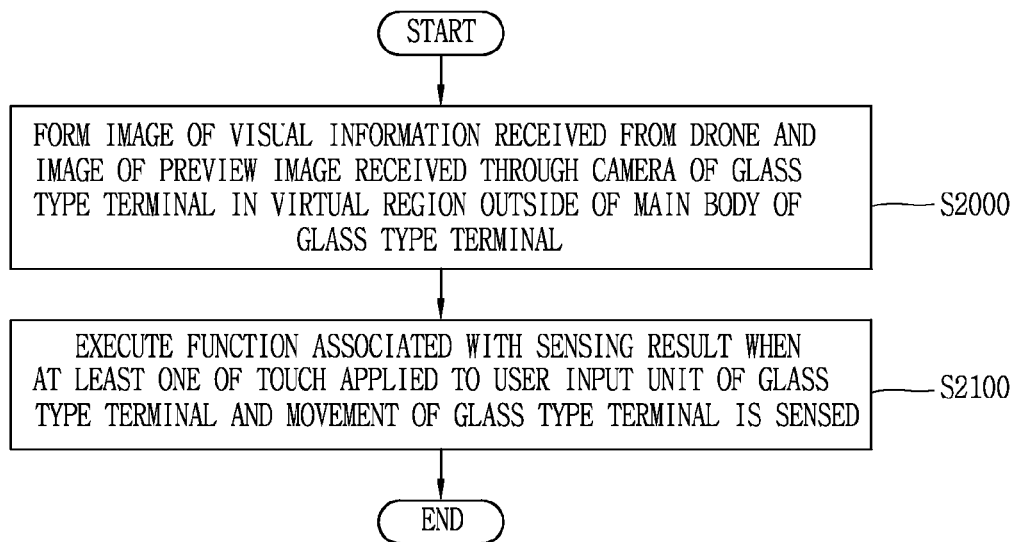 START
FORM IMAGE OF VISUAL INFORMATION RECEIVED FROM DRONE AND
IMAGE OF PREVIEW IMAGE RECEIVED THROUGH CAMERA OF GLASS
TYPE TERMINAL IN VIRTUAL REGION OUTSIDE OF MAIN BODY OF
GLASS TYPE TERMINAL
S2000
EXECUTE FUNCTION ASSOCIATED WITH SENSING RESULT WHEN
AT LEAST ONE OF TOUCH APPLIED TO USER INPUT UNIT OF GLASS
TYPE TERMINAL AND MOVEMENT OF GLASS TYPE TERMINAL IS SENSED
S2100
END